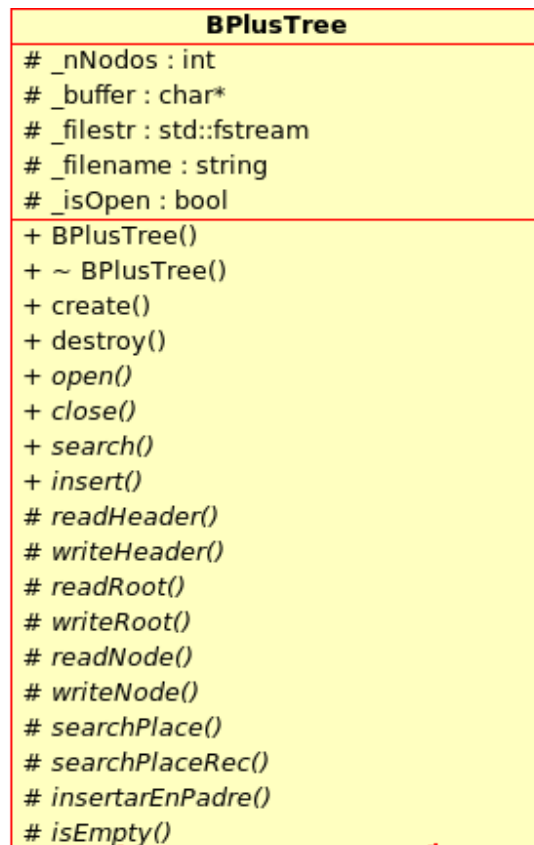 BPlusTree
# _nNodos : int
# _buffer : char*
# _filestr : std::fstream
# _filename : string
# _isOpen : bool
+ BPlusTree()
+ ~ BPlusTree()
+ create()
+ destroy()
+ open()
+ close()
+ search()
+ insert()
# readHeader()
# writeHeader()
# readRoot()
# writeRoot()
# readNode()
# writeNode()
# searchPlace()
# searchPlaceRec()
# insertarEnPadre()
# isEmpty()